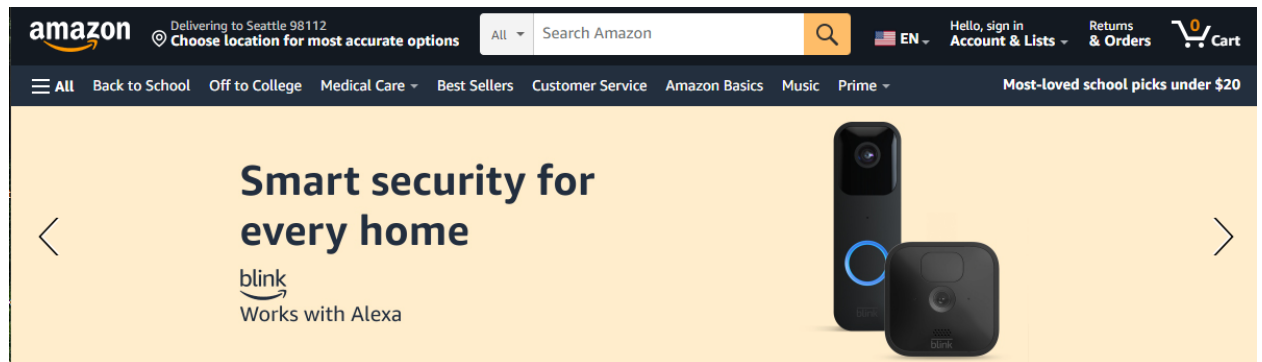 amazon
Delivering to Seattle 98112
Choose location for most accurate options
All
Search Amazon
EN
Hello, sign in
Account & Lists
Returns
& Orders
0
Cart
All Back to School Off to College Medical Care Best Sellers Customer Service Amazon Basics Music Prime Most-loved school picks under $20
Smart security for
every home
blink
Works with Alexa
blink
blink